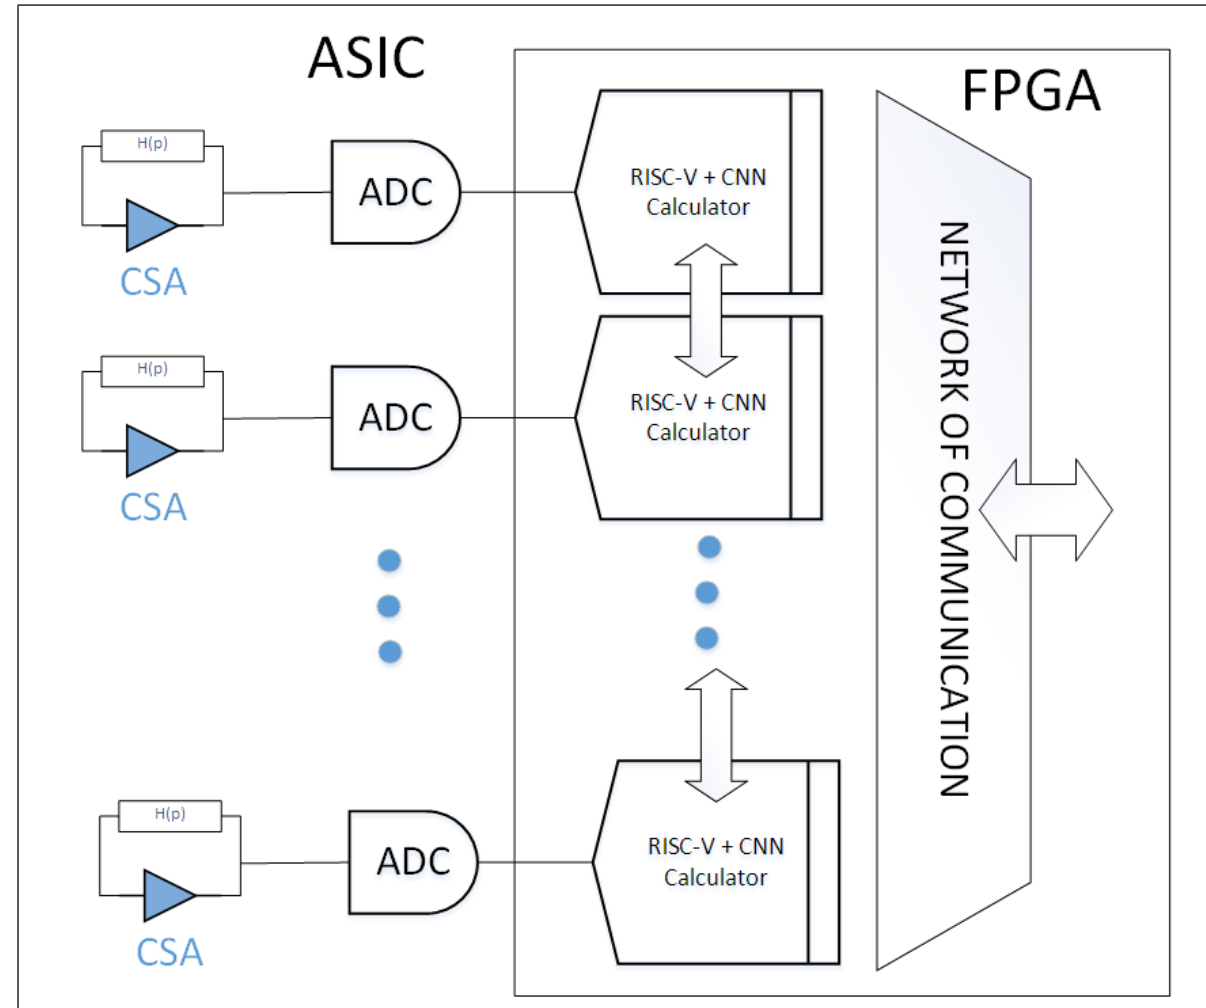 ASIC
FPGA
H(p)
CSA
ADC
RISC-V + CNN
Calculator
H(p)
CSA
ADC
RISC-V + CNN
Calculator
NETWORK OF COMMUNICATION
H(p)
CSA
ADC
RISC-V + CNN
Calculator